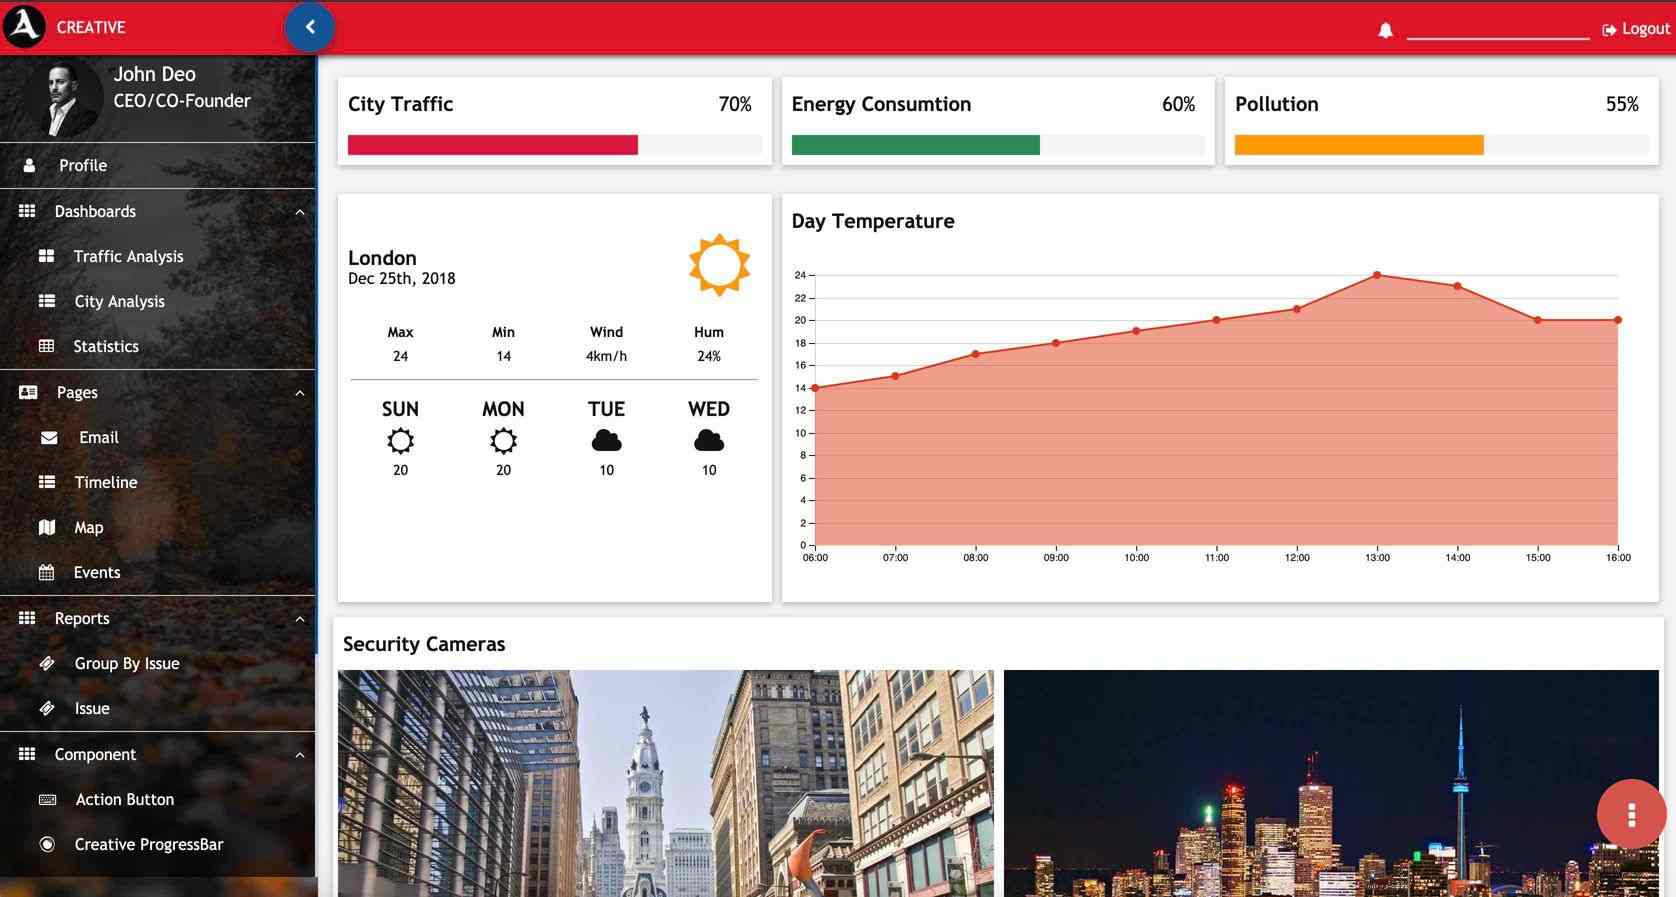 CREATIVE
Logout
John Deo
CEO/CO-Founder
Profile
Dashboards
Traffic Analysis
City Analysis
Statistics
Pages
Email
Timeline
Map
Events
Reports
Group By Issue
Issue
Component
Action Button
Creative ProgressBar
City Traffic 70%
Energy Consumtion 60%
Pollution 55%
London
Dec 25th, 2018
Max Min Wind Hum
24 14 4km/h 24%
SUN MON TUE WED
20 20 10 10
Day Temperature
24
22
20
18
16
14
12
10
8
6
4
2
0
06:00 07:00 08:00 09:00 10:00 11:00 12:00 13:00 14:00 15:00 16:00
Security Cameras